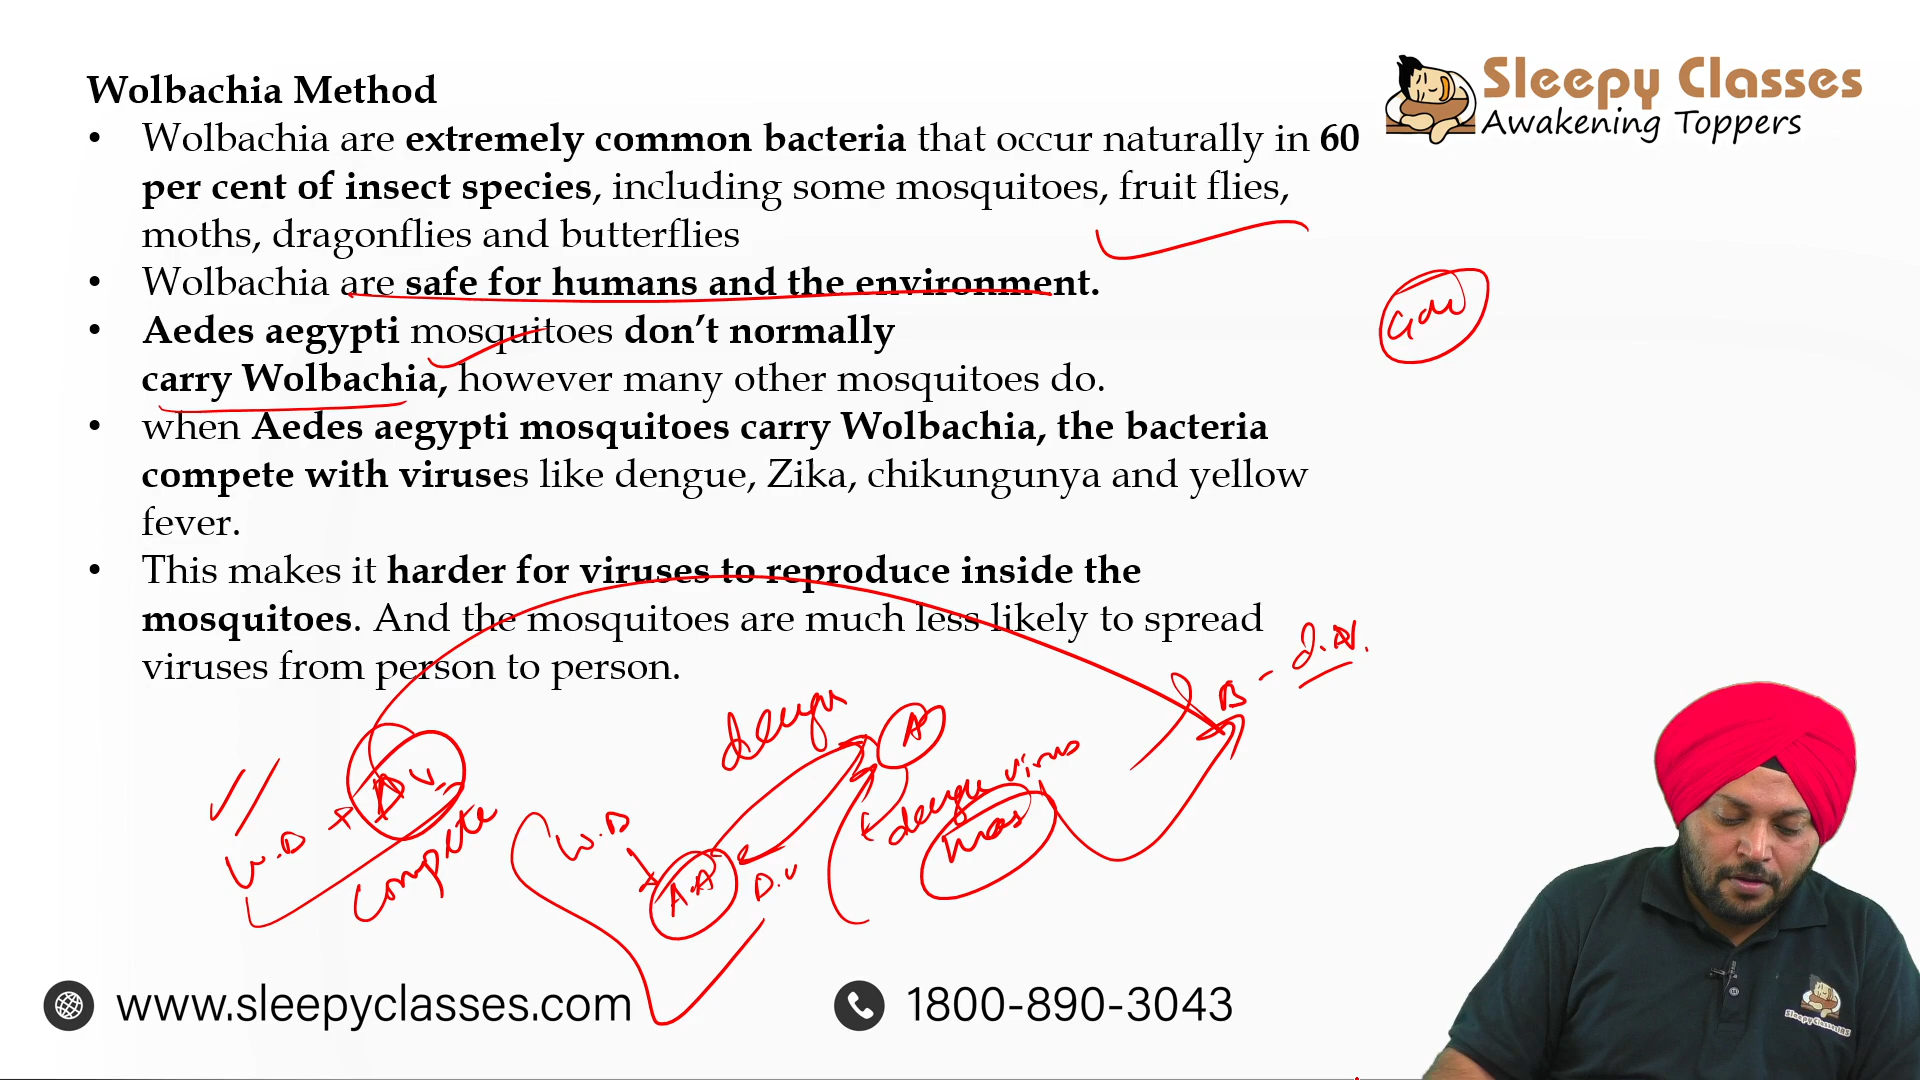 Wolbachia Method
• Wolbachia are extremely common bacteria that occur naturally in 60
per cent of insect species, including some mosquitoes, fruit flies,
moths, dragonflies and butterflies
• Wolbachia are safe for humans and the environment.
• Aedes aegypti mosquitoes don’t normally
carry Wolbachia, however many other mosquitoes do.
• when Aedes aegypti mosquitoes carry Wolbachia, the bacteria
compete with viruses like dengue, Zika, chikungunya and yellow
fever.
• This makes it harder for viruses to reproduce inside the
mosquitoes. And the mosquitoes are much less likely to spread
viruses from person to person.
Sleepy Classes
Awakening Toppers
W.B + D.V.
compete
W.B
A.A
D.V
dengu
A
dengu virus
mos
B
www.sleepyclasses.com
1800-890-3043
SleepyClasses IAS